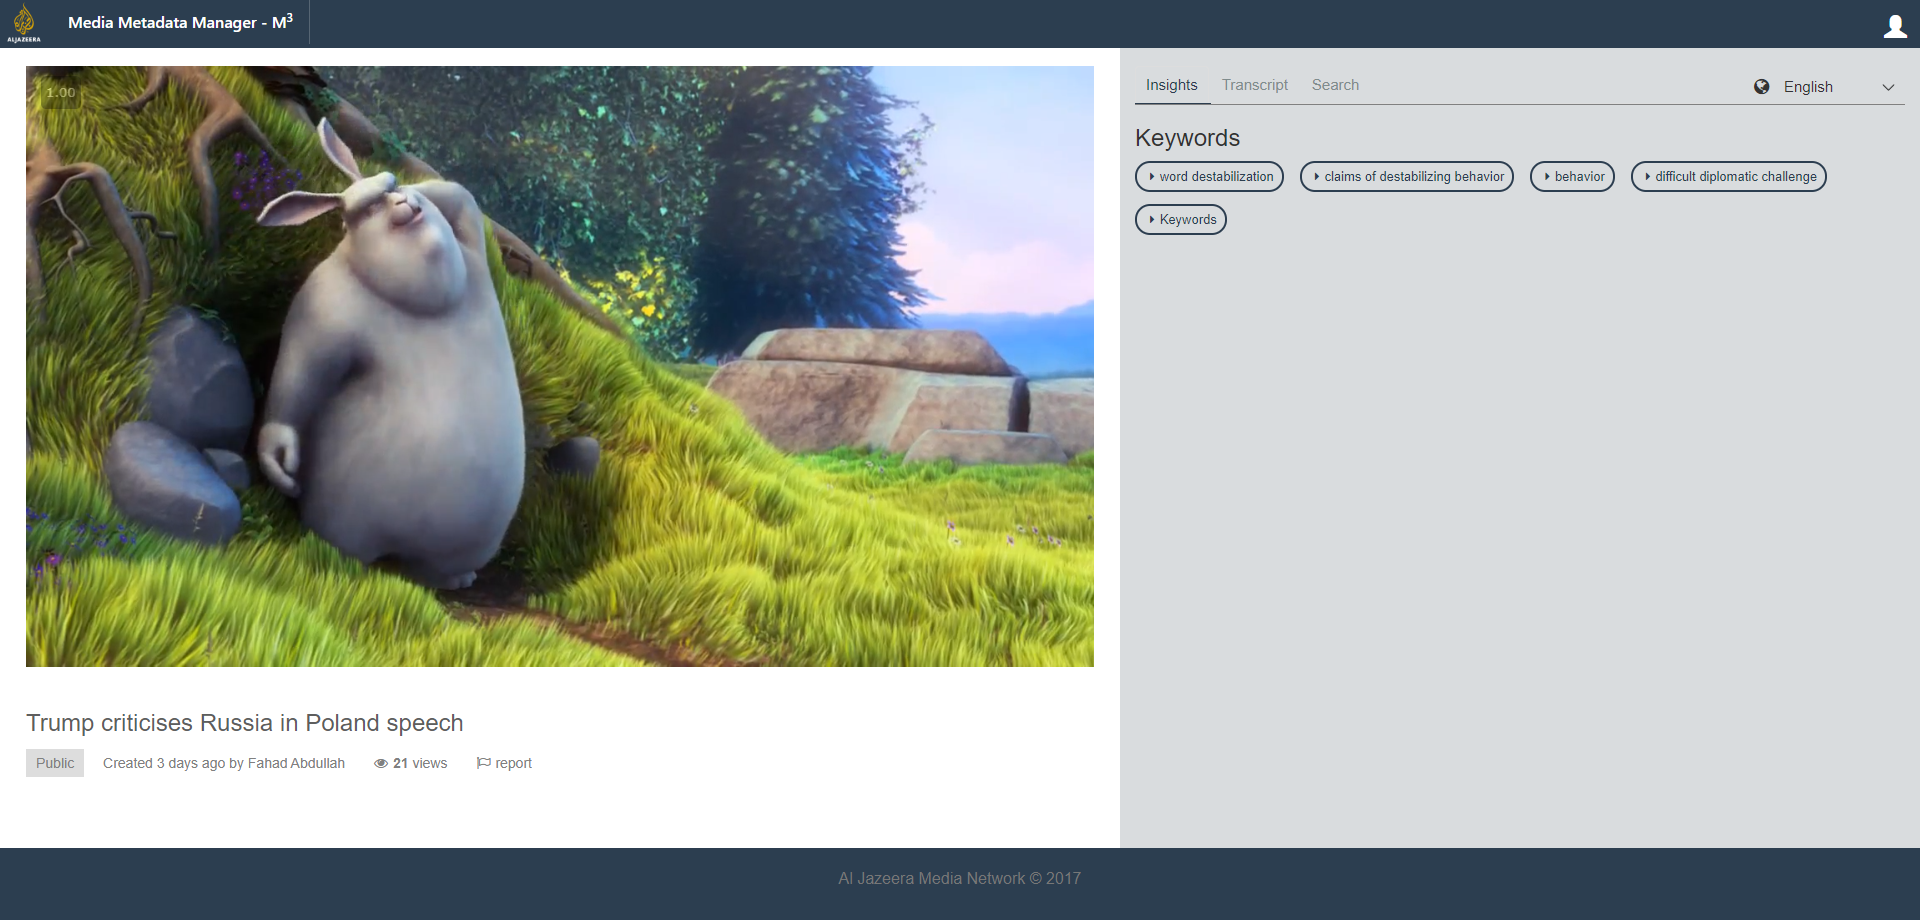 ALJAZEERA
Media Metadata Manager - M³
1.00
Insights Transcript Search English
Keywords
word destabilization claims of destabilizing behavior behavior difficult diplomatic challenge
Keywords
Trump criticises Russia in Poland speech
Public Created 3 days ago by Fahad Abdullah 21 views report
Al Jazeera Media Network © 2017